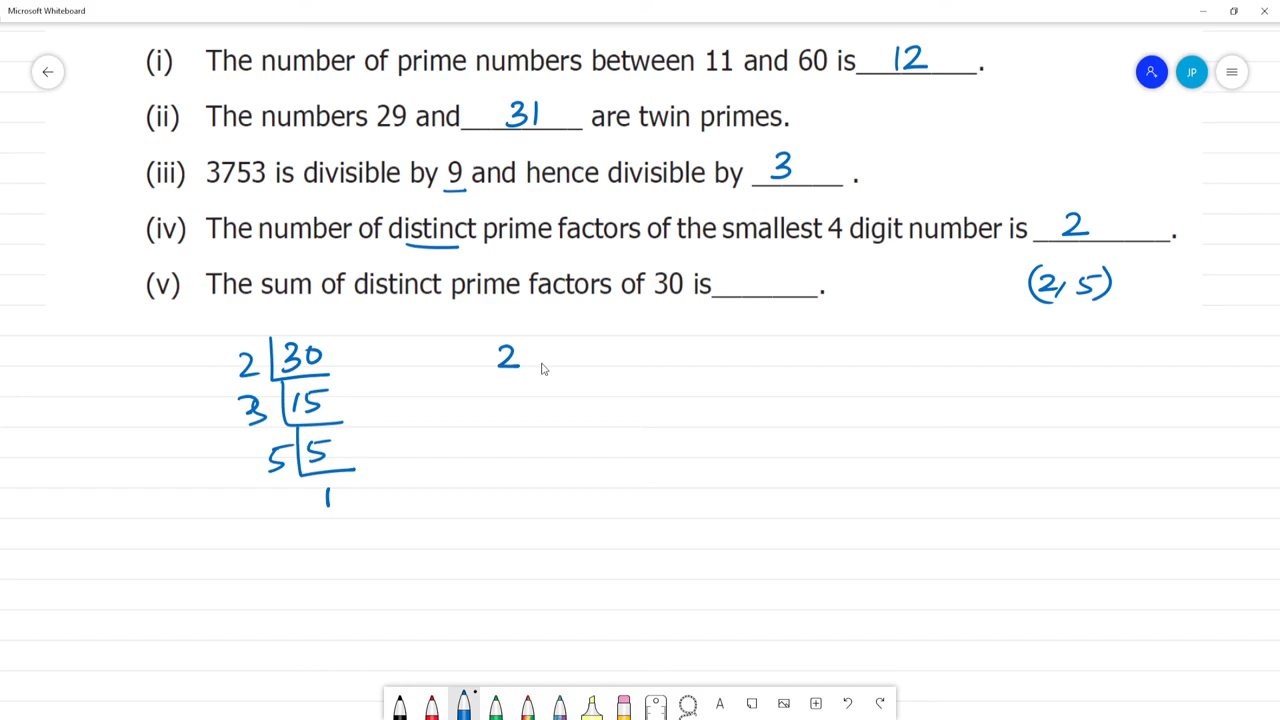 Microsoft Whiteboard
(i) The number of prime numbers between 11 and 60 is 12.
(ii) The numbers 29 and 31 are twin primes.
(iii) 3753 is divisible by 9 and hence divisible by 3.
(iv) The number of distinct prime factors of the smallest 4 digit number is 2.
(v) The sum of distinct prime factors of 30 is_______. (2, 5)
2 30 2
3 15
5 5
1
JP
A